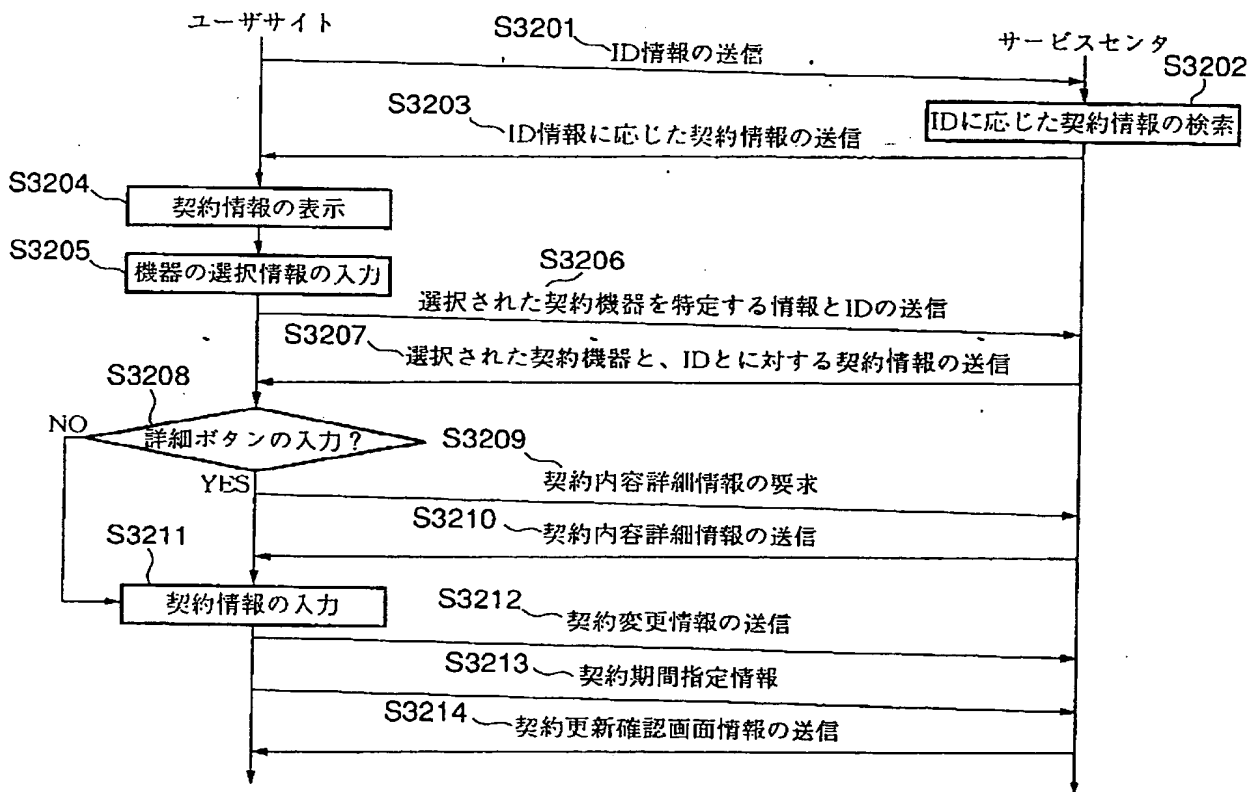 ユーザサイト
サービスセンタ
S3201
ID情報の送信
S3202
IDに応じた契約情報の検索
S3203
ID情報に応じた契約情報の送信
S3204
契約情報の表示
S3205
機器の選択情報の入力
S3206
選択された契約機器を特定する情報とIDの送信
S3207
選択された契約機器と、IDとに対する契約情報の送信
S3208
詳細ボタンの入力?
NO
YES
S3209
契約内容詳細情報の要求
S3210
契約内容詳細情報の送信
S3211
契約情報の入力
S3212
契約変更情報の送信
S3213
契約期間指定情報
S3214
契約更新確認画面情報の送信